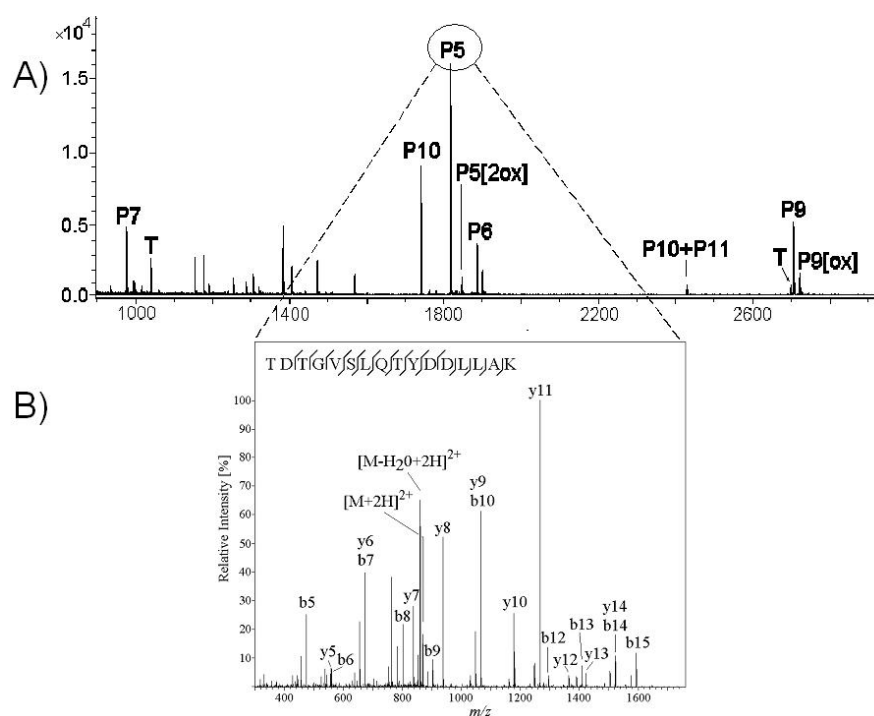 A)
×10⁴
1.5
1.0
0.5
0.0
P7
T
P10
P5
P5[2ox]
P6
P10+P11
T
P9
P9[ox]
1000
1400
1800
2200
2600
B)
T D T G V S L Q T Y D D L L A K
Relative Intensity [%]
100
90
80
70
60
50
40
30
20
10
b5
y5
b6
y6
b7
[M-H20+2H]2+
[M+2H]2+
b8
y7
y8
b9
y9
b10
y10
y11
b12
y12
b13
y13
y14
b14
b15
400
600
800
1000
1200
1400
1600
m/z